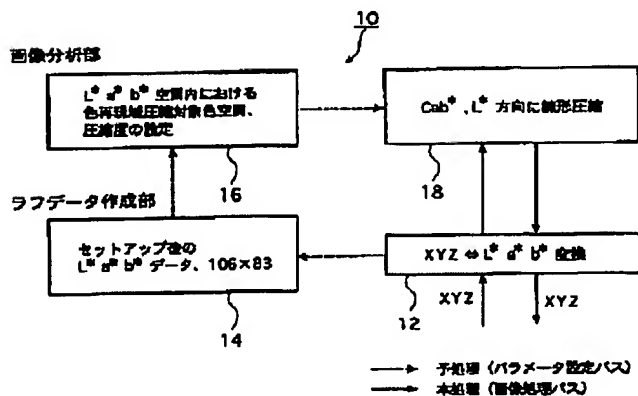 10
画像分析部
L* a* b* 空間内における
色再現域圧縮対象色空間、
圧縮度の設定
16
Cab*、L* 方向に線形圧縮
18
ラフデータ作成部
セットアップ後の
L* a* b* データ、106×83
14
XYZ ⇔ L* a* b* 変換
12
XYZ
XYZ
予処理（パラメータ設定パス）
本処理（画像処理パス）